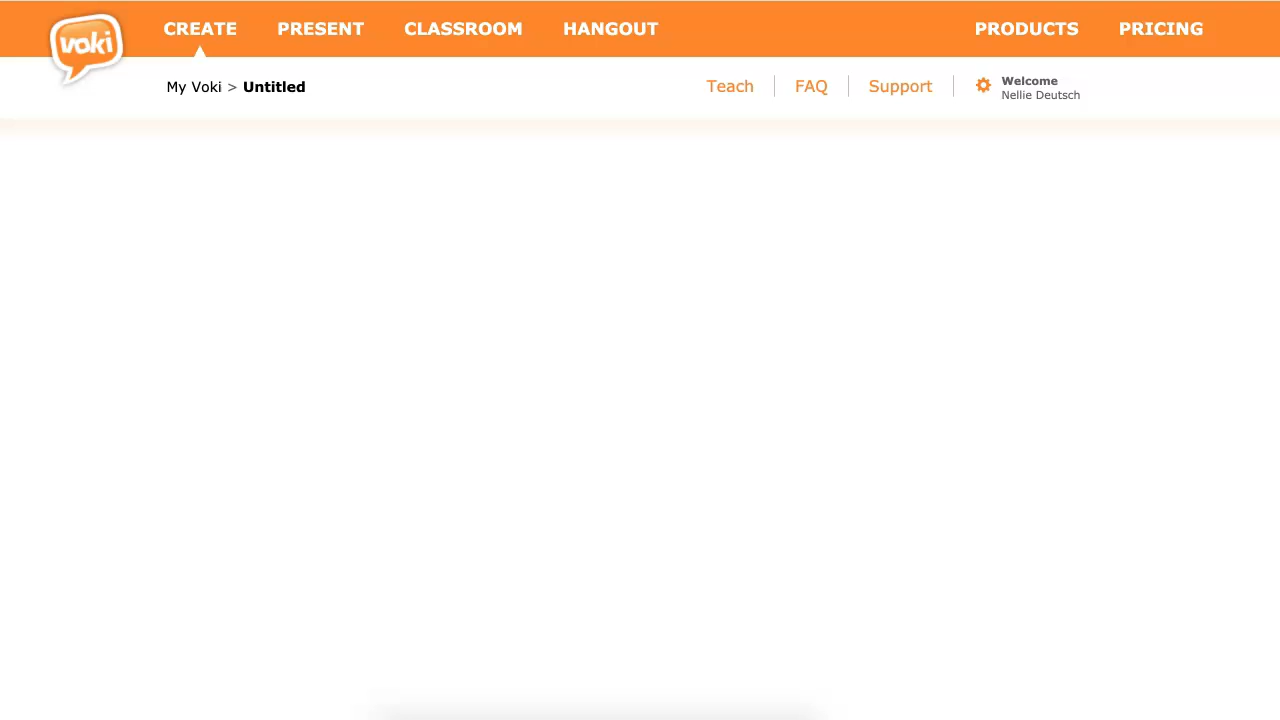 voki
CREATE PRESENT CLASSROOM HANGOUT PRODUCTS PRICING
My Voki > Untitled
Teach FAQ Support
Welcome
Nellie Deutsch